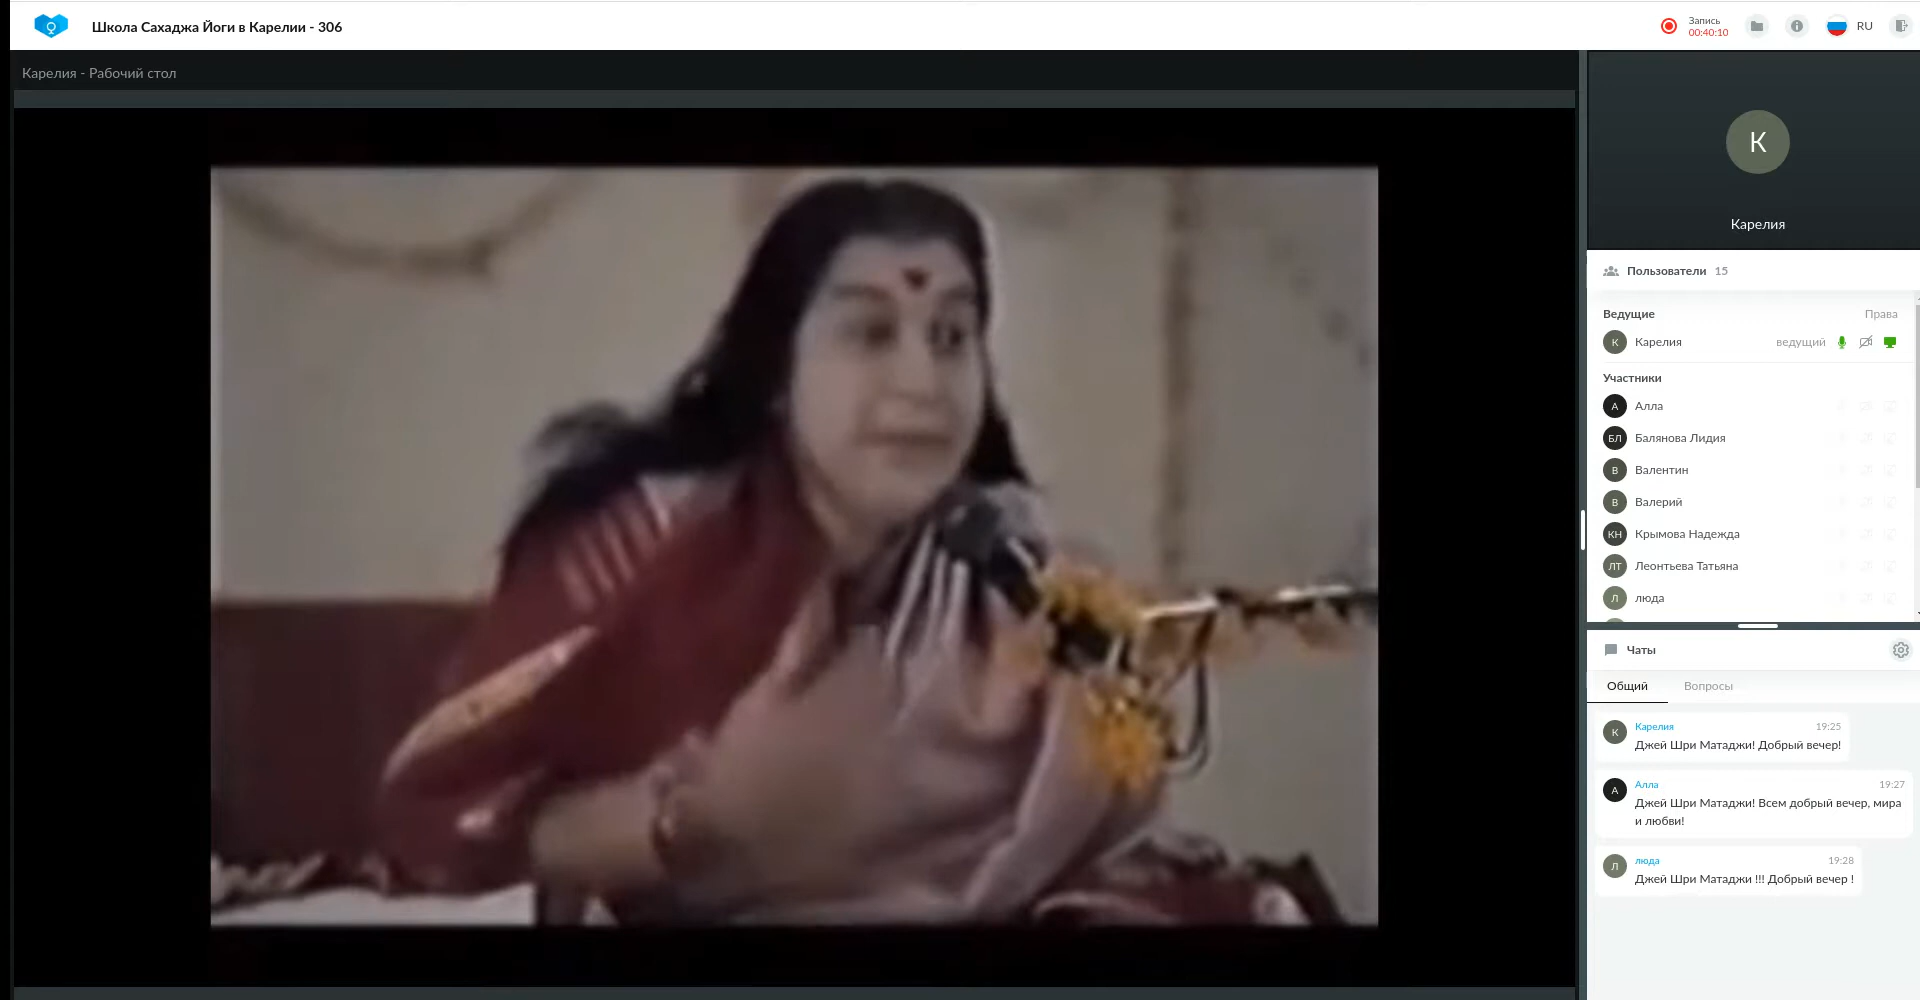 Школа Сахаджа Йоги в Карелии - 306
Запись
00:40:10
RU
Карелия - Рабочий стол
К
Карелия
Пользователи 15
Ведущие Права
К Карелия ведущий
Участники
А Алла
БЛ Балянова Лидия
В Валентин
В Валерий
КН Крымова Надежда
ЛТ Леонтьева Татьяна
Л люда
Чаты
Общий Вопросы
Карелия 19:25
К Джей Шри Матаджи! Добрый вечер!
Алла 19:27
А Джей Шри Матаджи! Всем добрый вечер, мира
и любви!
люда 19:28
Л Джей Шри Матаджи !!! Добрый вечер !